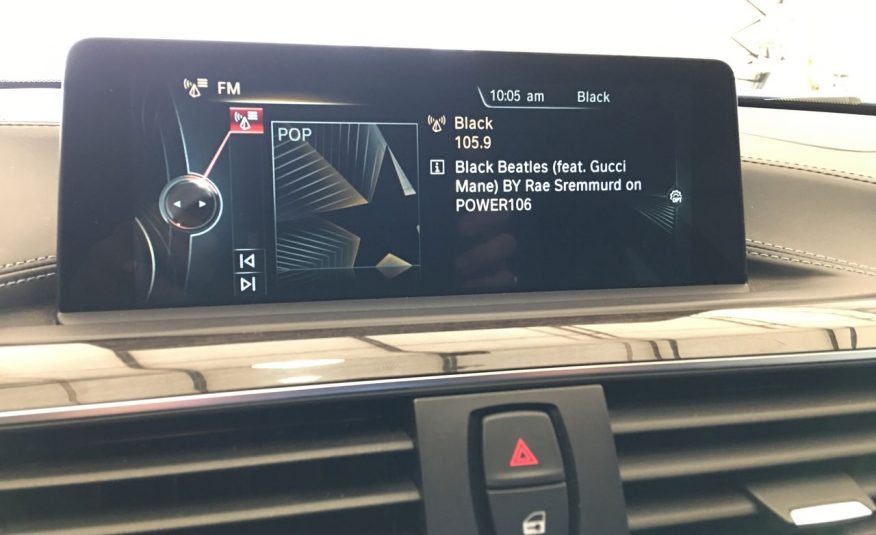 FM
10:05 am Black
POP
Black
105.9
Black Beatles (feat. Gucci
Mane) BY Rae Sremmurd on
POWER106
OPT